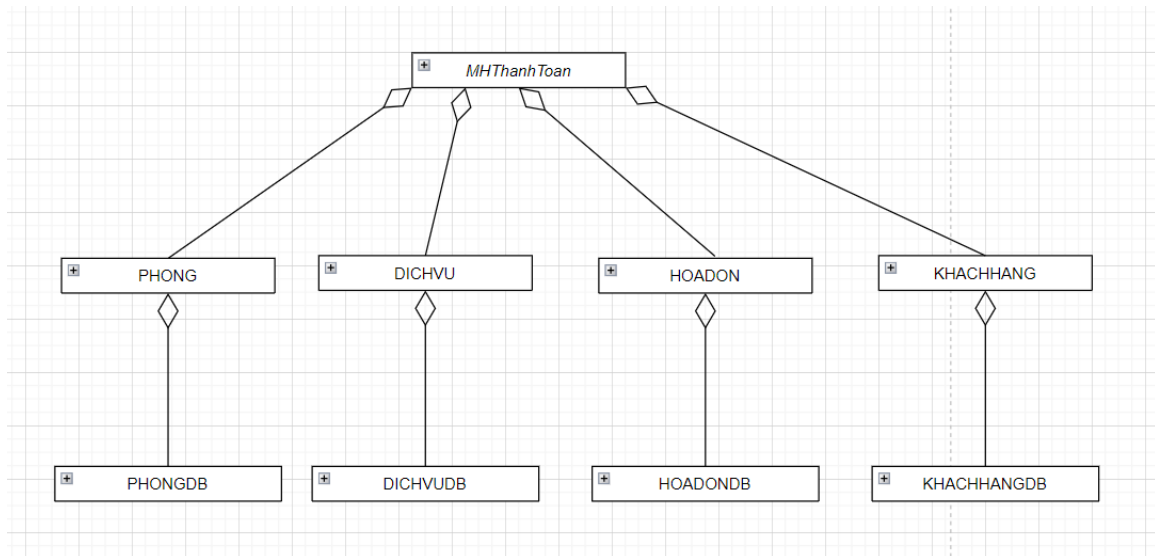 MHThanhToan
PHONG
DICHVU
HOADON
KHACHHANG
PHONGDB
DICHVUDB
HOADONDB
KHACHHANGDB